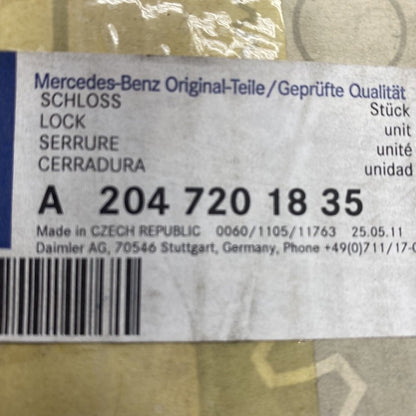 Mercedes-Benz Original-Teile/Geprüfte Qualität
SCHLOSS Stück
LOCK unit
SERRURE unité
CERRADURA unidad
A 204 720 18 35
Made in CZECH REPUBLIC 0060/1105/11763 25.05.11
Daimler AG, 70546 Stuttgart, Germany, Phone +49(0)711/17-0